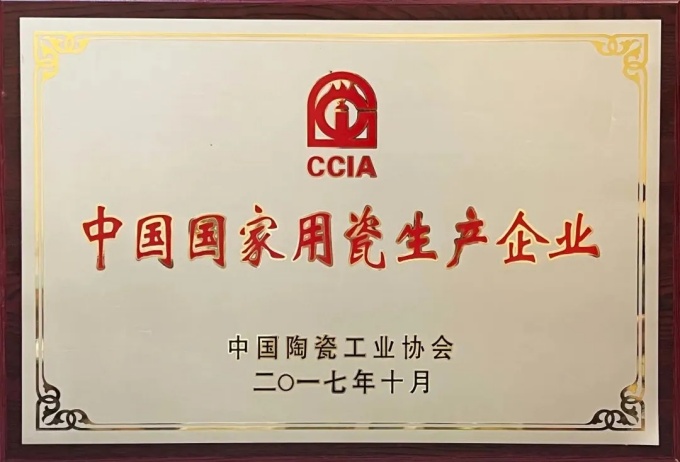 CCIA
中国国家用瓷生产企业
中国陶瓷工业协会
二〇一七年十月